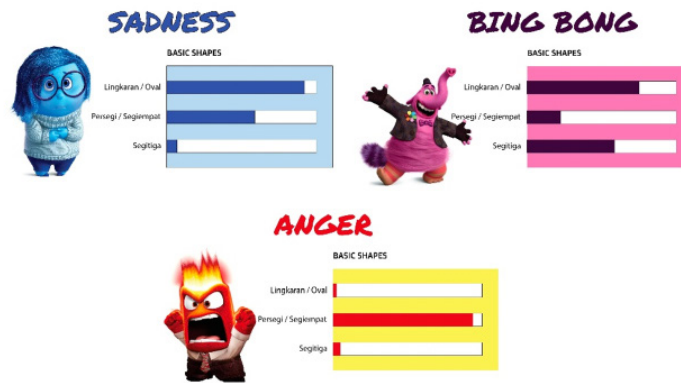 SADNESS
BASIC SHAPES
Lingkaran / Oval
Persegi / Segiempat
Segitiga
BING BONG
BASIC SHAPES
Lingkaran / Oval
Persegi / Segiempat
Segitiga
ANGER
BASIC SHAPES
Lingkaran / Oval
Persegi / Segiempat
Segitiga